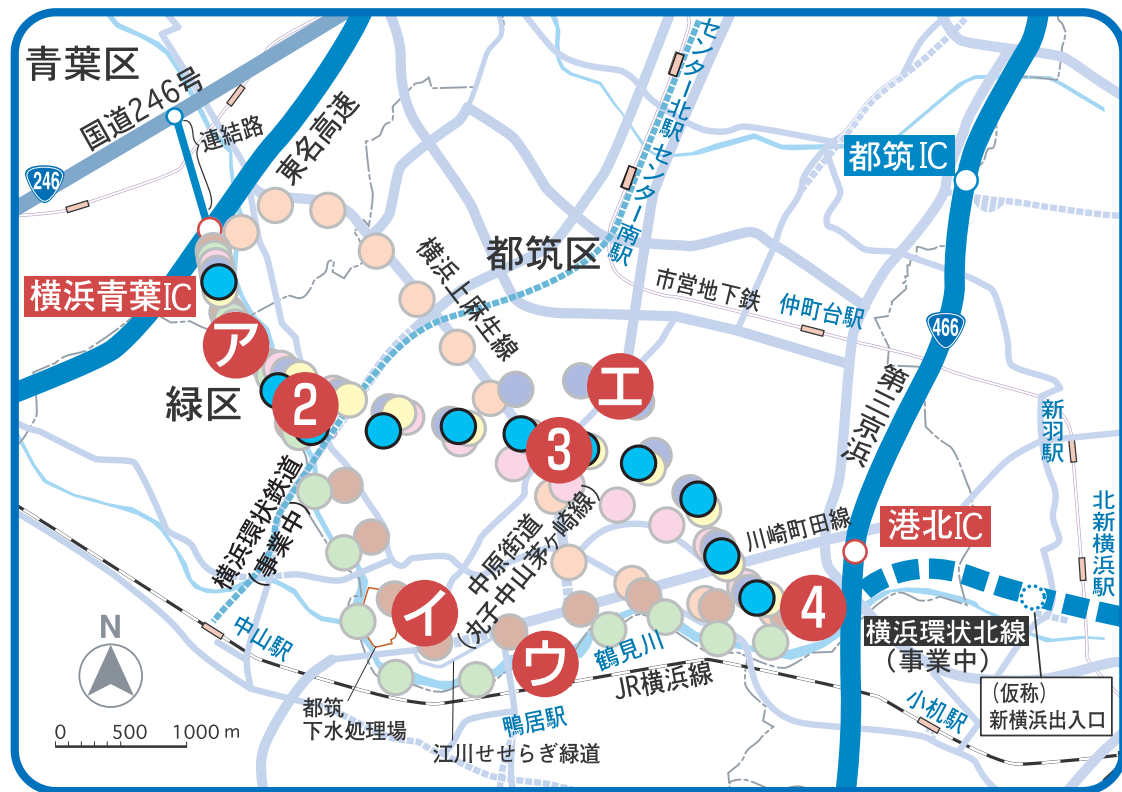 青葉区
国道246号
246
連結路
東名高速
センター北駅
センター南駅
都筑IC
都筑区
横浜上麻生線
横浜青葉IC
市営地下鉄
仲町台駅
466
第三京浜
ア
エ
緑区
2
3
新羽駅
横浜環状鉄道
(事業中)
中原街道
(丸子中山茅ケ崎線)
川崎町田線
港北IC
北新横浜駅
イ
4
ウ
横浜環状北線
(事業中)
N
中山駅
鶴見川
JR横浜線
(仮称)
新横浜出入口
小机駅
0 500 1000 m
都筑
下水処理場
鴨居駅
江川せせらぎ緑道